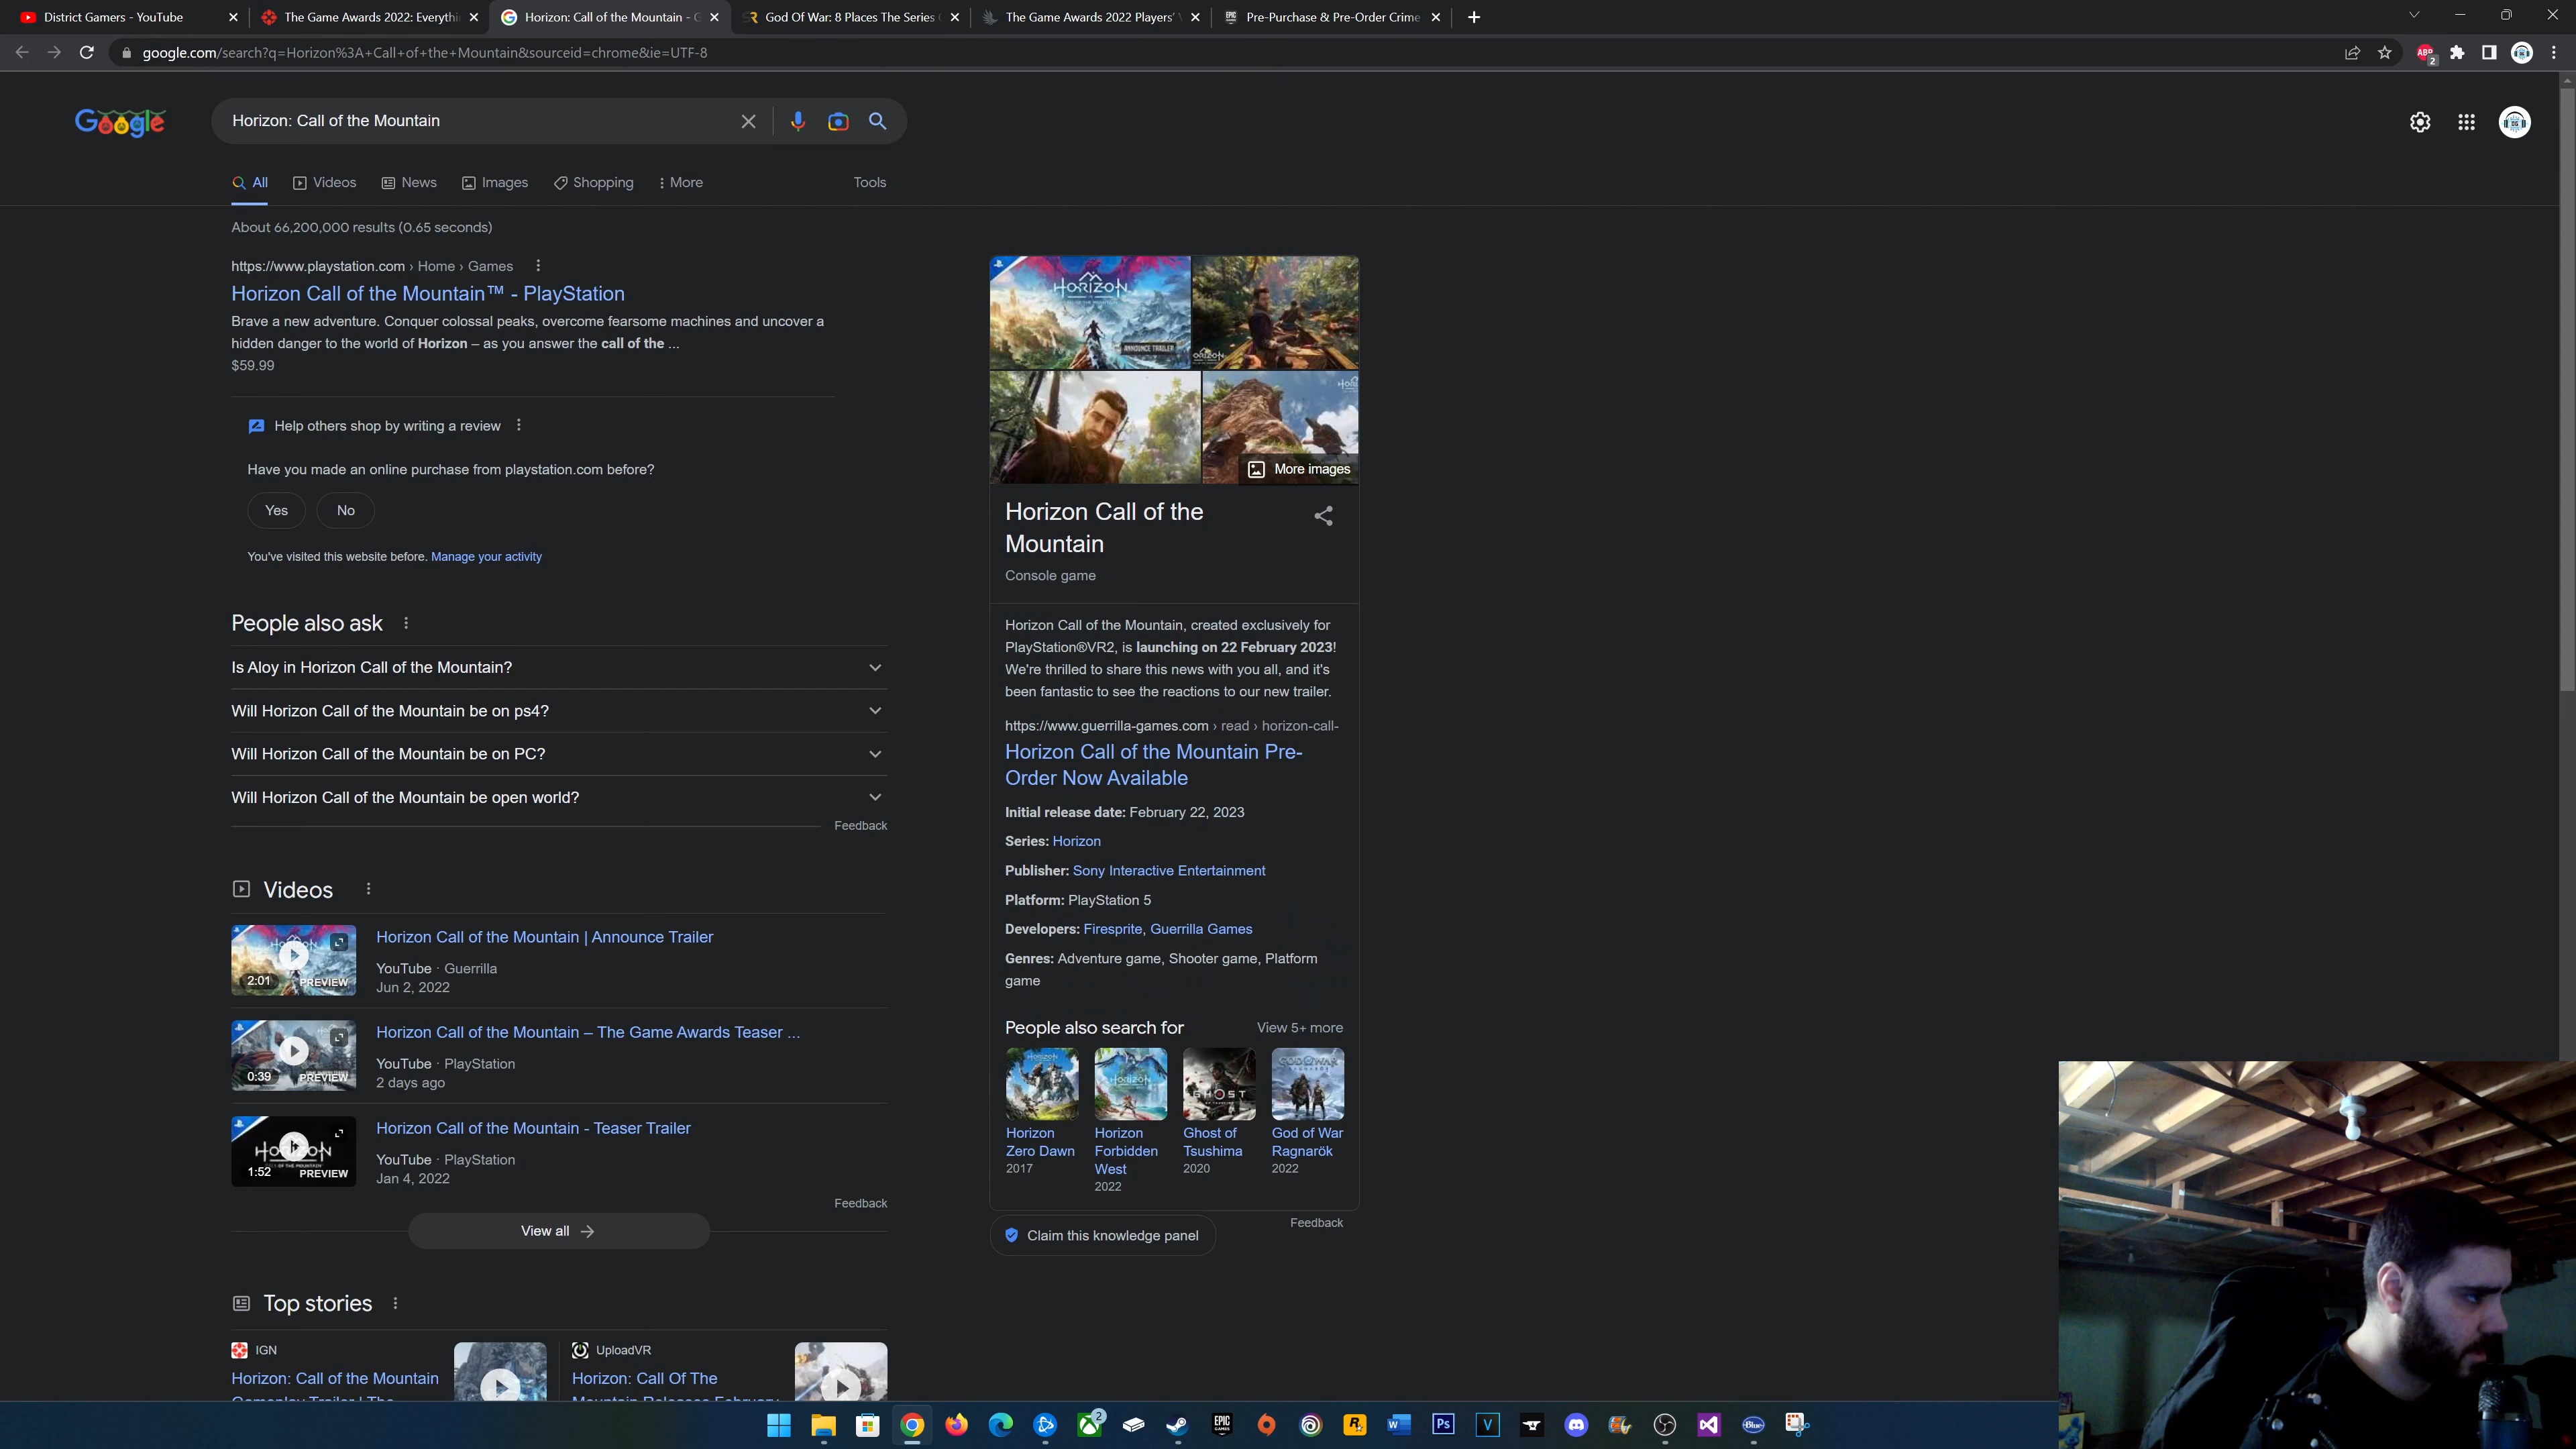 District Gamers - YouTube
The Game Awards 2022: Everythi
Horizon: Call of the Mountain - G
God Of War: 8 Places The Series
The Game Awards 2022 Players'
Pre-Purchase & Pre-Order Crime
google.com/search?q=Horizon%3A+Call+of+the+Mountain&sourceid=chrome&ie=UTF-8
ABP
2
Google
Horizon: Call of the Mountain
All
Videos
News
Images
Shopping
More
Tools
About 66,200,000 results (0.65 seconds)
https://www.playstation.com › Home › Games
Horizon Call of the Mountain™ - PlayStation
Brave a new adventure. Conquer colossal peaks, overcome fearsome machines and uncover a
hidden danger to the world of Horizon – as you answer the call of the ...
$59.99
Help others shop by writing a review
Have you made an online purchase from playstation.com before?
Yes
No
You've visited this website before. Manage your activity
People also ask
Is Aloy in Horizon Call of the Mountain?
Will Horizon Call of the Mountain be on ps4?
Will Horizon Call of the Mountain be on PC?
Will Horizon Call of the Mountain be open world?
Feedback
Videos
2:01
PREVIEW
Horizon Call of the Mountain | Announce Trailer
YouTube · Guerrilla
Jun 2, 2022
0:39
PREVIEW
Horizon Call of the Mountain – The Game Awards Teaser ...
YouTube · PlayStation
2 days ago
1:52
PREVIEW
Horizon Call of the Mountain - Teaser Trailer
YouTube · PlayStation
Jan 4, 2022
Feedback
View all
Top stories
IGN
Horizon: Call of the Mountain
Gameplay Trailer | The
UploadVR
Horizon: Call Of The
Mountain Releases February
HORIZON
ANNOUNCE TRAILER
HORIZON
More images
Horizon Call of the
Mountain
Console game
Horizon Call of the Mountain, created exclusively for
PlayStation®VR2, is launching on 22 February 2023!
We're thrilled to share this news with you all, and it's
been fantastic to see the reactions to our new trailer.
https://www.guerrilla-games.com › read › horizon-call-
Horizon Call of the Mountain Pre-
Order Now Available
Initial release date: February 22, 2023
Series: Horizon
Publisher: Sony Interactive Entertainment
Platform: PlayStation 5
Developers: Firesprite, Guerrilla Games
Genres: Adventure game, Shooter game, Platform
game
People also search for
View 5+ more
Horizon
Zero Dawn
2017
Horizon
Forbidden
West
2022
Ghost of
Tsushima
2020
God of War
Ragnarök
2022
Feedback
Claim this knowledge panel
2
EPIC
GAMES
Ps
V
Blue